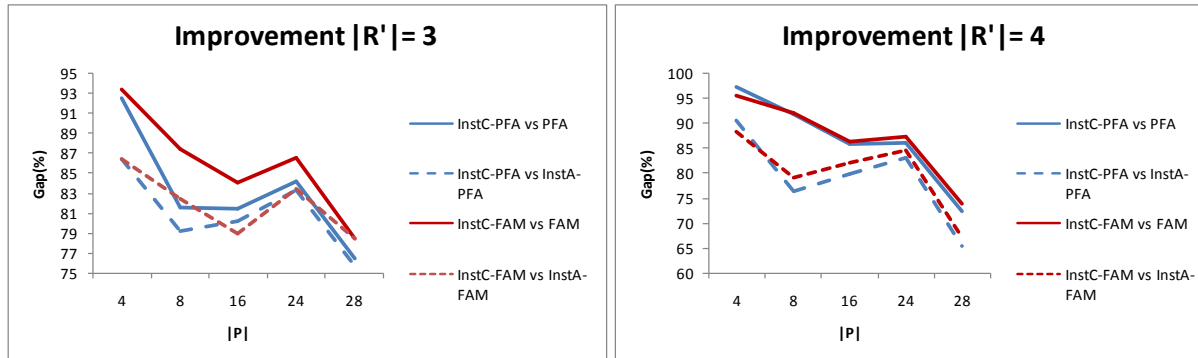 Improvement |R'|= 3
95
93
91
89
87
85
83
81
79
77
75
Gap(%)
4 8 16 24 28
|P|
InstC-PFA vs PFA
InstC-PFA vs InstA-
PFA
InstC-FAM vs FAM
InstC-FAM vs InstA-
FAM
Improvement |R'|= 4
100
95
90
85
80
75
70
65
60
Gap(%)
4 8 16 24 28
|P|
InstC-PFA vs PFA
InstC-PFA vs InstA-
PFA
InstC-FAM vs FAM
InstC-FAM vs InstA-
FAM